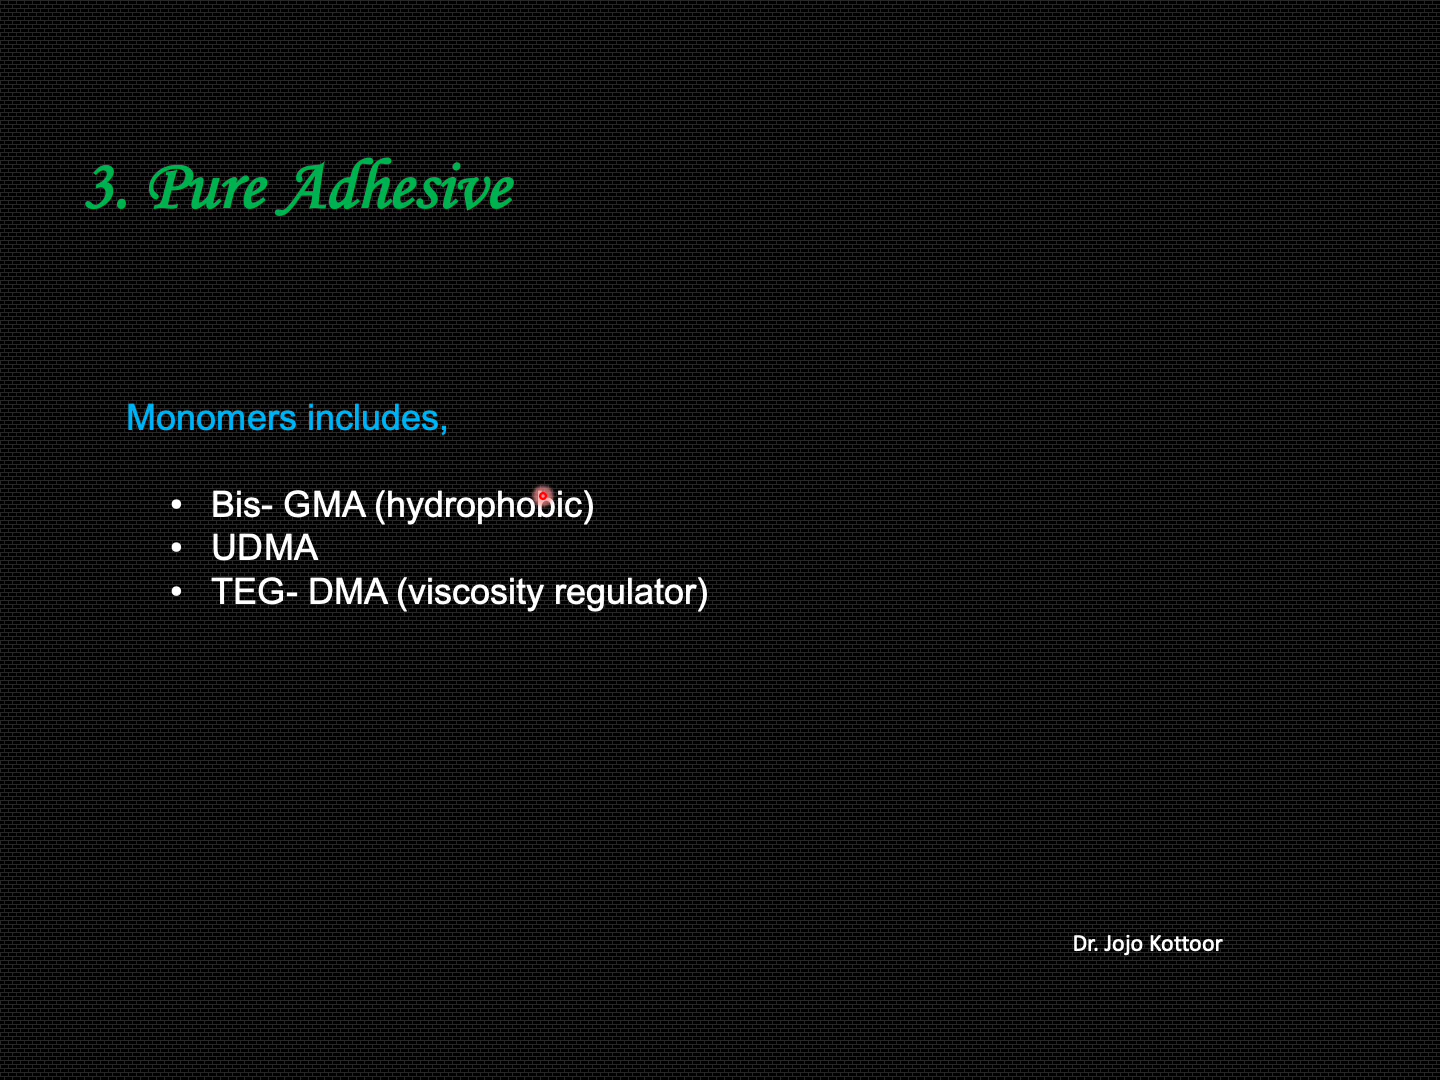 3. Pure Adhesive
Monomers includes,
• Bis- GMA (hydrophobic)
• UDMA
• TEG- DMA (viscosity regulator)
Dr. Jojo Kottoor